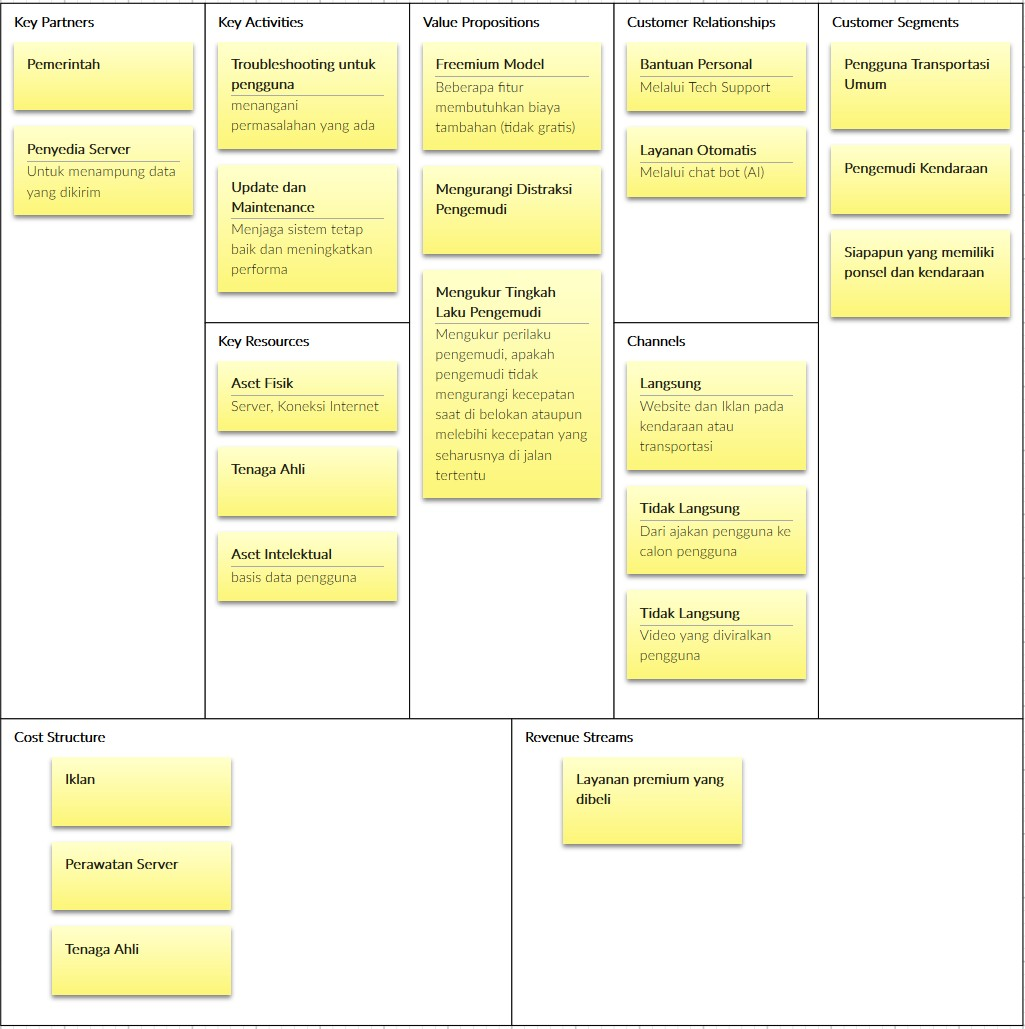 Key Partners
Pemerintah
Penyedia Server
Untuk menampung data
yang dikirim
Key Activities
Troubleshooting untuk
pengguna
menangani
permasalahan yang ada
Update dan
Maintenance
Menjaga sistem tetap
baik dan meningkatkan
performa
Key Resources
Aset Fisik
Server, Koneksi Internet
Tenaga Ahli
Aset Intelektual
basis data pengguna
Value Propositions
Freemium Model
Beberapa fitur
membutuhkan biaya
tambahan (tidak gratis)
Mengurangi Distraksi
Pengemudi
Mengukur Tingkah
Laku Pengemudi
Mengukur perilaku
pengemudi, apakah
pengemudi tidak
mengurangi kecepatan
saat di belokan ataupun
melebihi kecepatan yang
seharusnya di jalan
tertentu
Customer Relationships
Bantuan Personal
Melalui Tech Support
Layanan Otomatis
Melalui chat bot (AI)
Channels
Langsung
Website dan Iklan pada
kendaraan atau
transportasi
Tidak Langsung
Dari ajakan pengguna ke
calon pengguna
Tidak Langsung
Video yang diviralkan
pengguna
Customer Segments
Pengguna Transportasi
Umum
Pengemudi Kendaraan
Siapapun yang memiliki
ponsel dan kendaraan
Cost Structure
Iklan
Perawatan Server
Tenaga Ahli
Revenue Streams
Layanan premium yang
dibeli